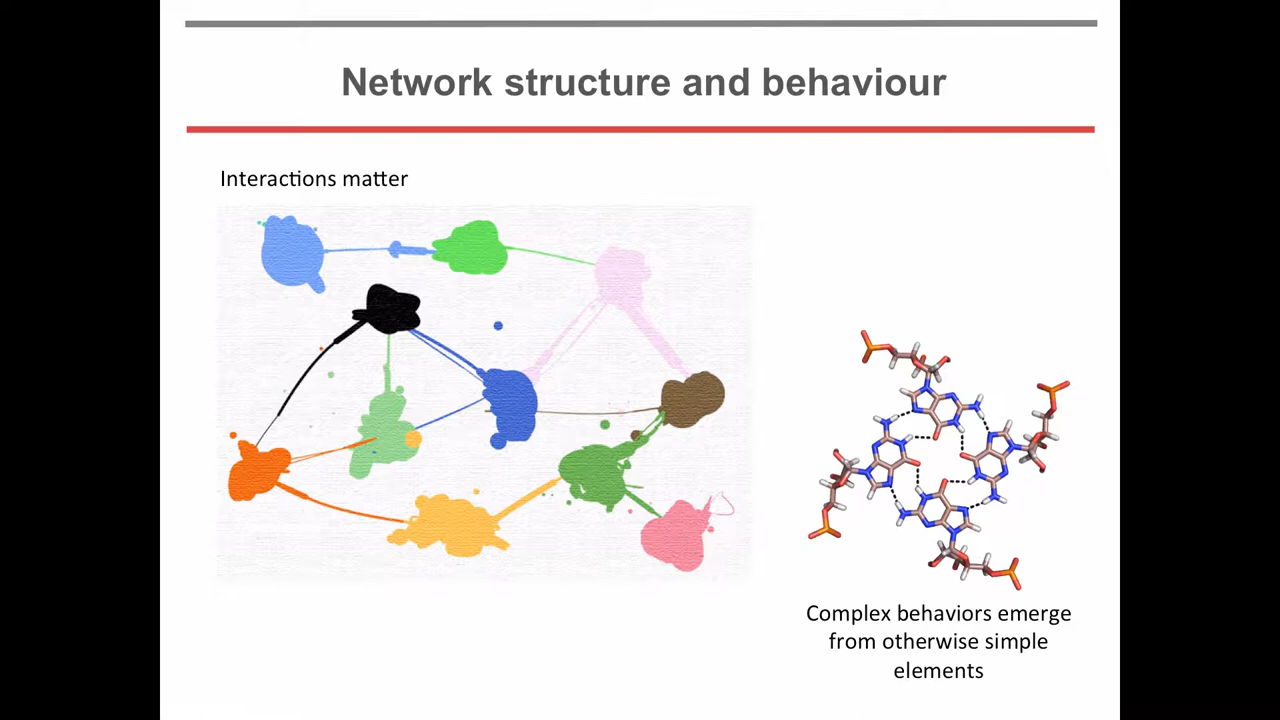 Network structure and behaviour
Interactions matter
Complex behaviors emerge
from otherwise simple
elements